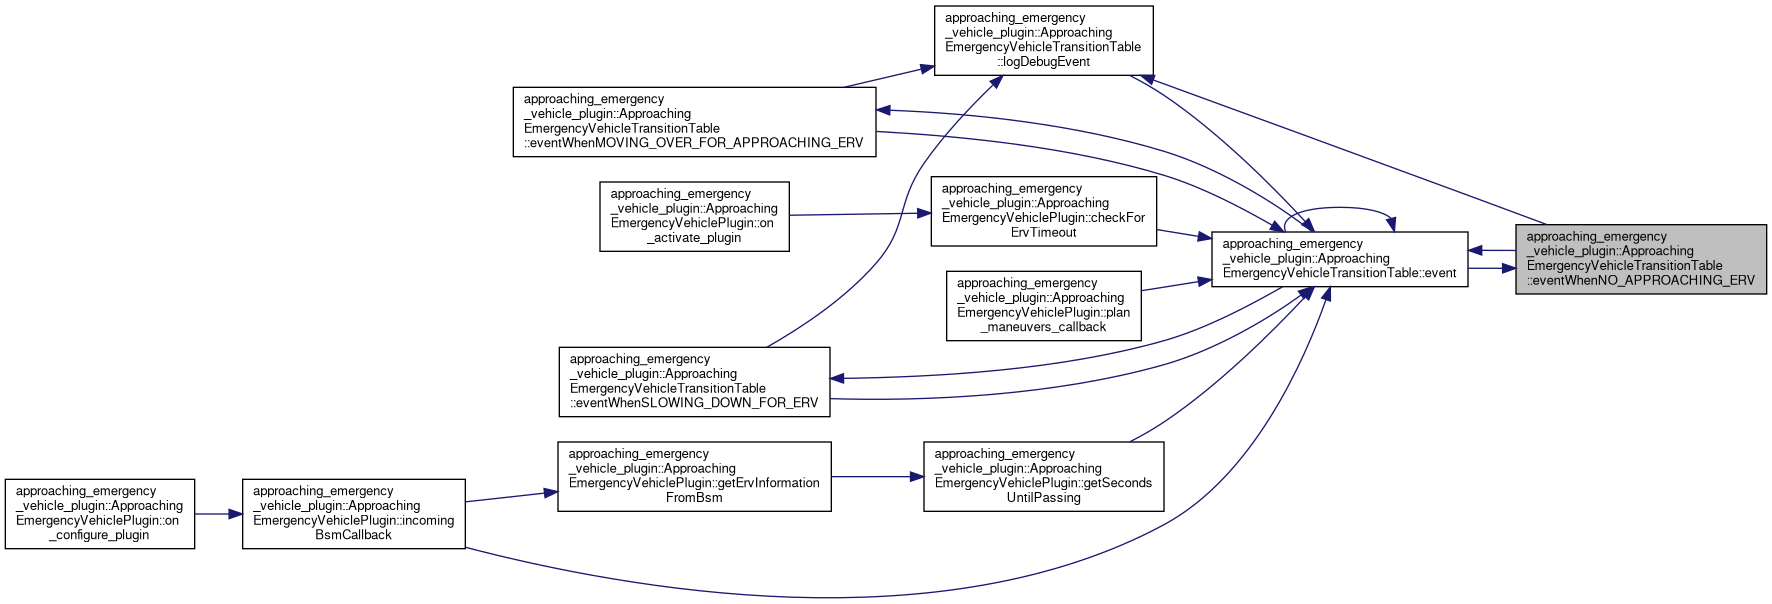 approaching_emergency
_vehicle_plugin::Approaching
EmergencyVehicleTransitionTable
::logDebugEvent
approaching_emergency
_vehicle_plugin::Approaching
EmergencyVehicleTransitionTable
::eventWhenMOVING_OVER_FOR_APPROACHING_ERV
approaching_emergency
_vehicle_plugin::Approaching
EmergencyVehiclePlugin::on
_activate_plugin
approaching_emergency
_vehicle_plugin::Approaching
EmergencyVehiclePlugin::checkFor
ErvTimeout
approaching_emergency
_vehicle_plugin::Approaching
EmergencyVehicleTransitionTable::event
approaching_emergency
_vehicle_plugin::Approaching
EmergencyVehicleTransitionTable
::eventWhenNO_APPROACHING_ERV
approaching_emergency
_vehicle_plugin::Approaching
EmergencyVehiclePlugin::plan
_maneuvers_callback
approaching_emergency
_vehicle_plugin::Approaching
EmergencyVehicleTransitionTable
::eventWhenSLOWING_DOWN_FOR_ERV
approaching_emergency
_vehicle_plugin::Approaching
EmergencyVehiclePlugin::on
_configure_plugin
approaching_emergency
_vehicle_plugin::Approaching
EmergencyVehiclePlugin::incoming
BsmCallback
approaching_emergency
_vehicle_plugin::Approaching
EmergencyVehiclePlugin::getErvInformation
FromBsm
approaching_emergency
_vehicle_plugin::Approaching
EmergencyVehiclePlugin::getSeconds
UntilPassing